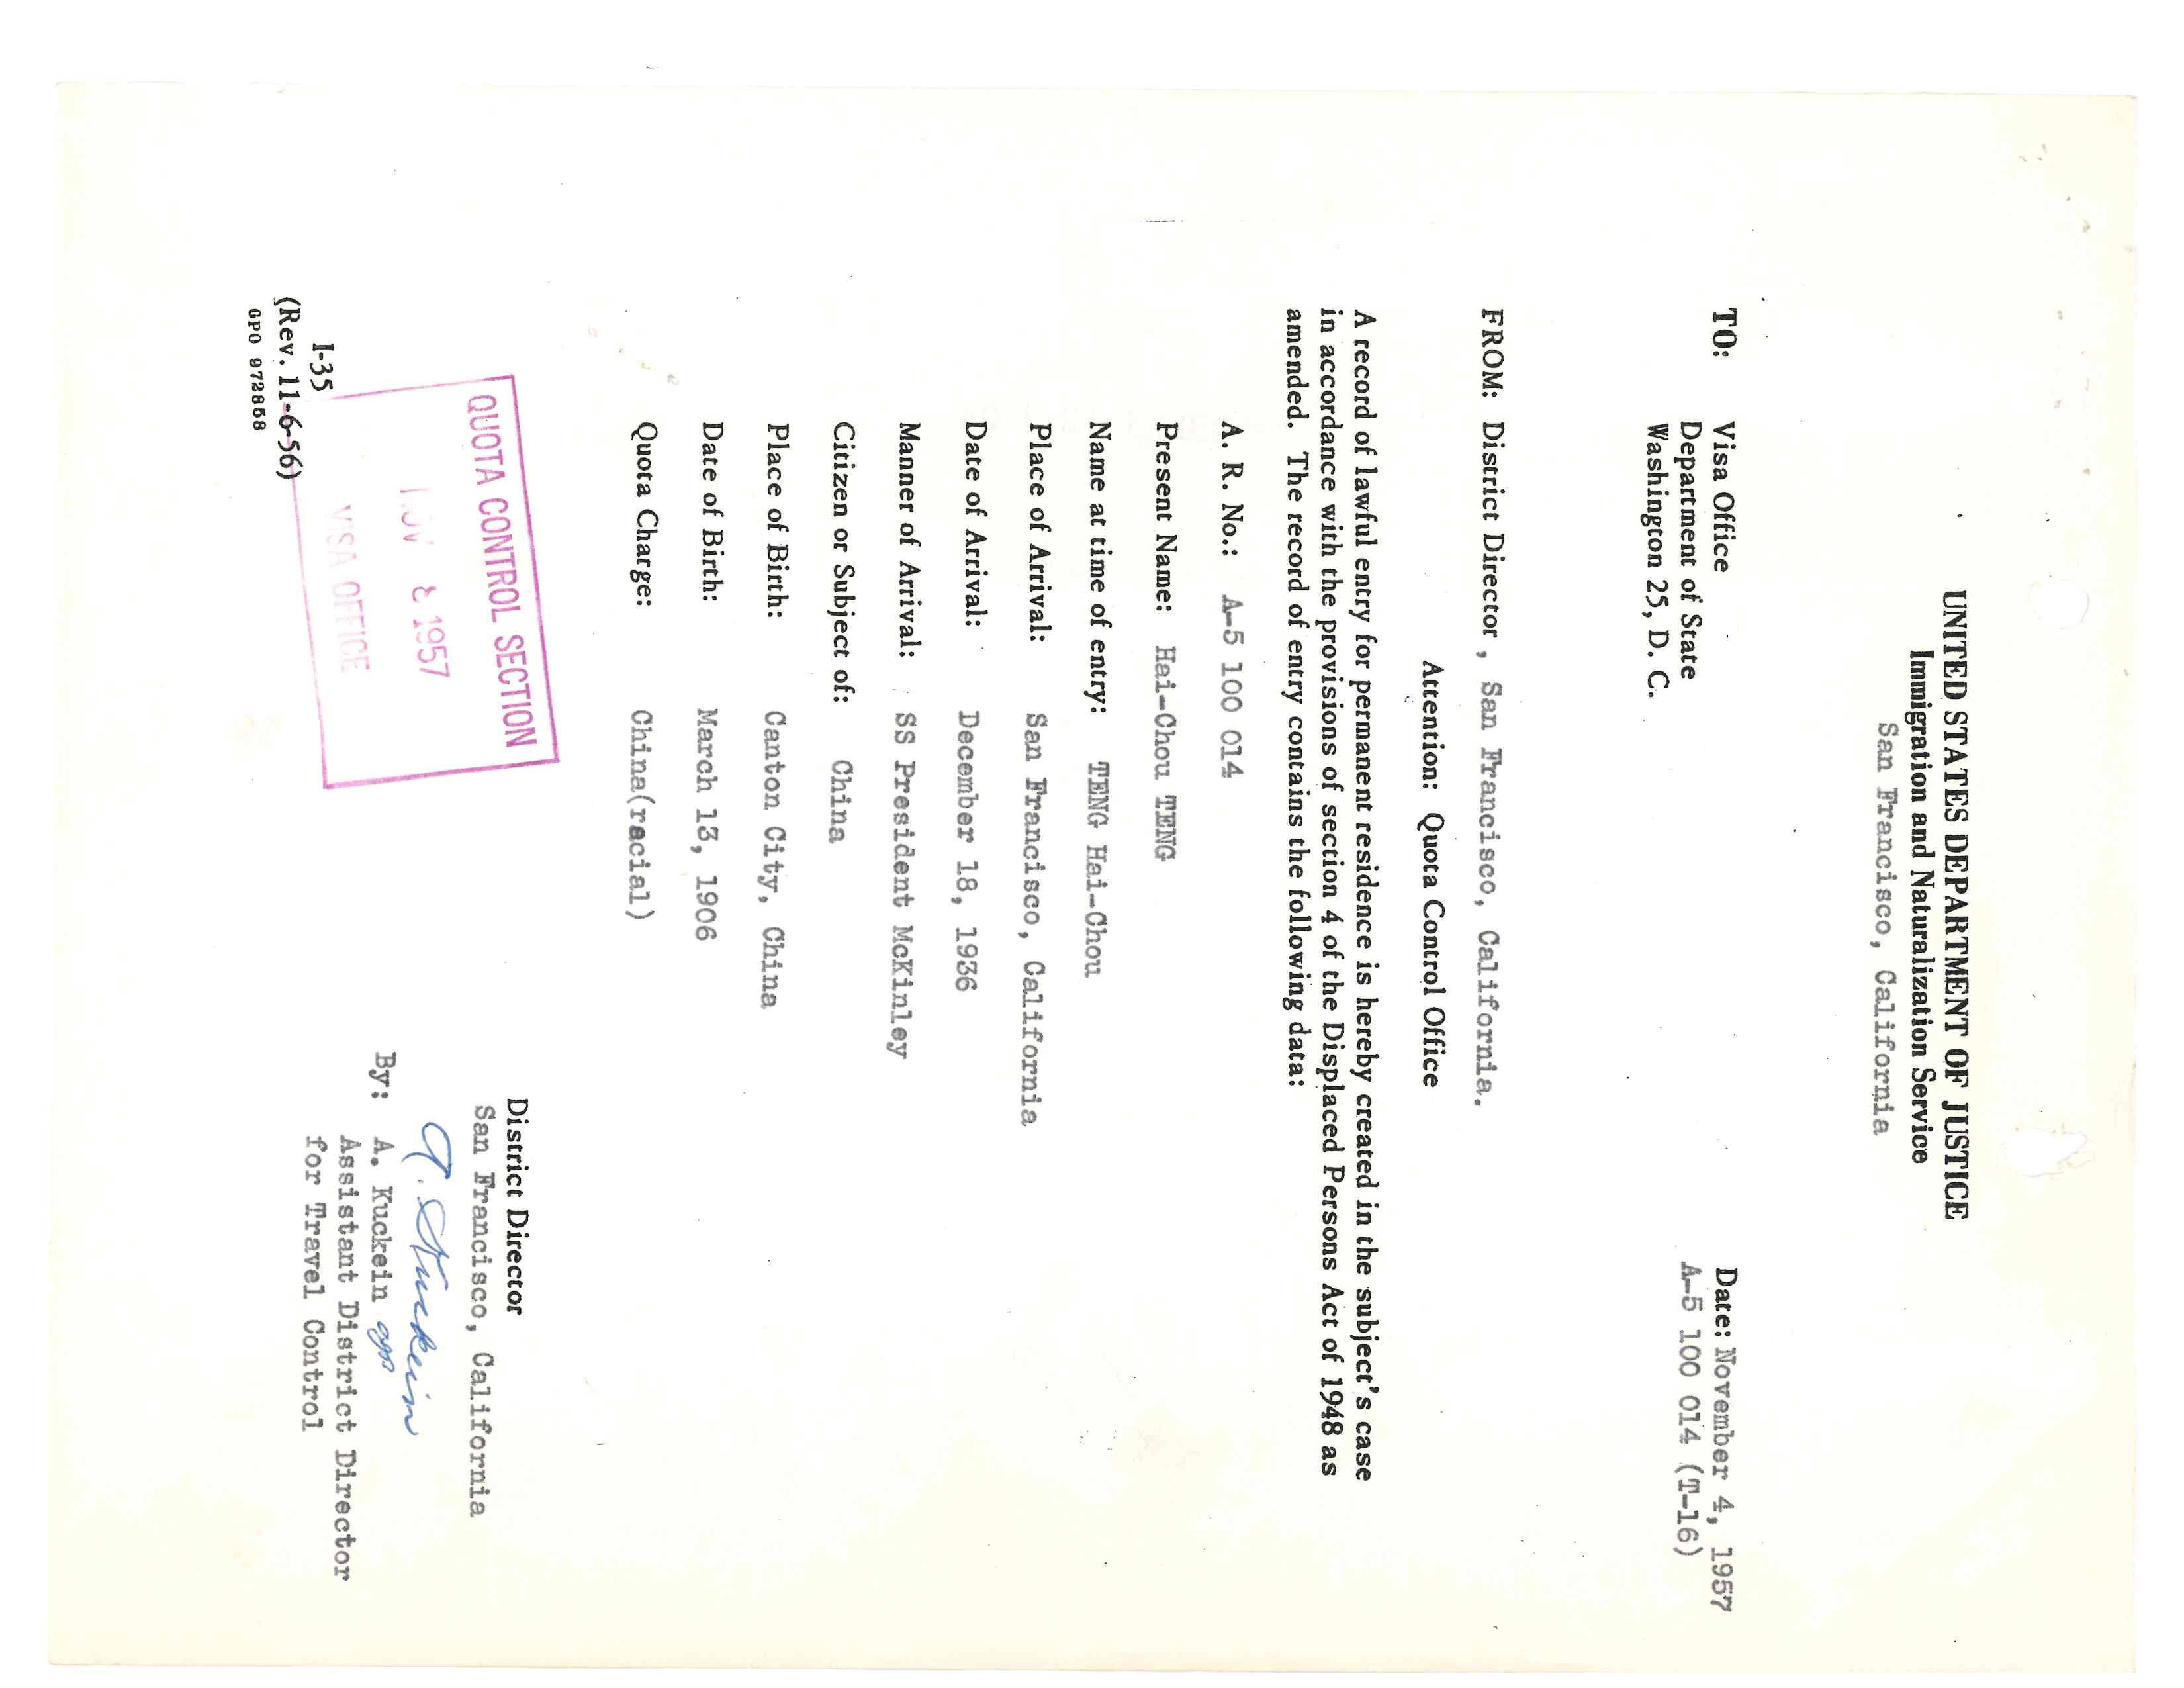 UNITED STATES DEPARTMENT OF JUSTICE
Immigration and Naturalization Service
San Francisco, California
TO: Visa Office
Department of State
Washington 25, D. C.
Date: November 4, 1957
A-5 100 014 (T-16)
FROM: District Director , San Francisco, California.
Attention: Quota Control Office
A record of lawful entry for permanent residence is hereby created in the subject's case
in accordance with the provisions of section 4 of the Displaced Persons Act of 1948 as
amended. The record of entry contains the following data:
A. R. No.: A-5 100 014
Present Name: Hai-Chou TENG
Name at time of entry: TENG Hai-Chou
Place of Arrival: San Francisco, California
Date of Arrival: December 18, 1936
Manner of Arrival: SS President McKinley
Citizen or Subject of: China
Place of Birth: Canton City, China
Date of Birth: March 13, 1906
Quota Charge: China(racial)
QUOTA CONTROL SECTION
NOV 8 1957
VISA OFFICE
District Director
San Francisco, California
A. Kuckein
By: A. Kuckein
Assistant District Director
for Travel Control
I-35
(Rev. 11-6-56)
GPO 972858